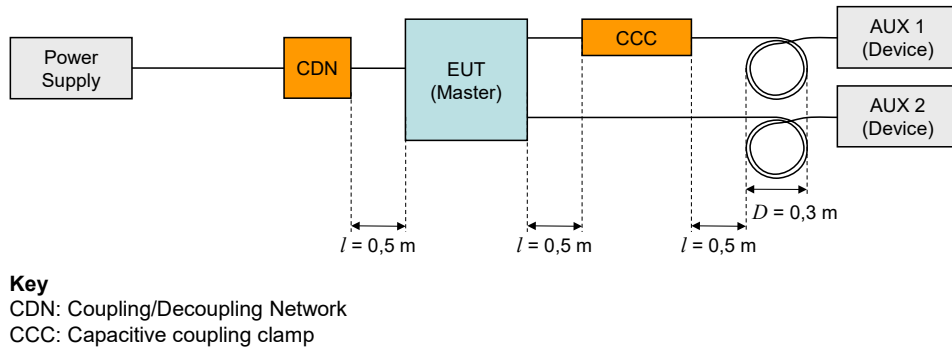 Power
Supply
CDN
EUT
(Master)
CCC
AUX 1
(Device)
AUX 2
(Device)
D = 0,3 m
l = 0,5 m
l = 0,5 m
l = 0,5 m
Key
CDN: Coupling/Decoupling Network
CCC: Capacitive coupling clamp